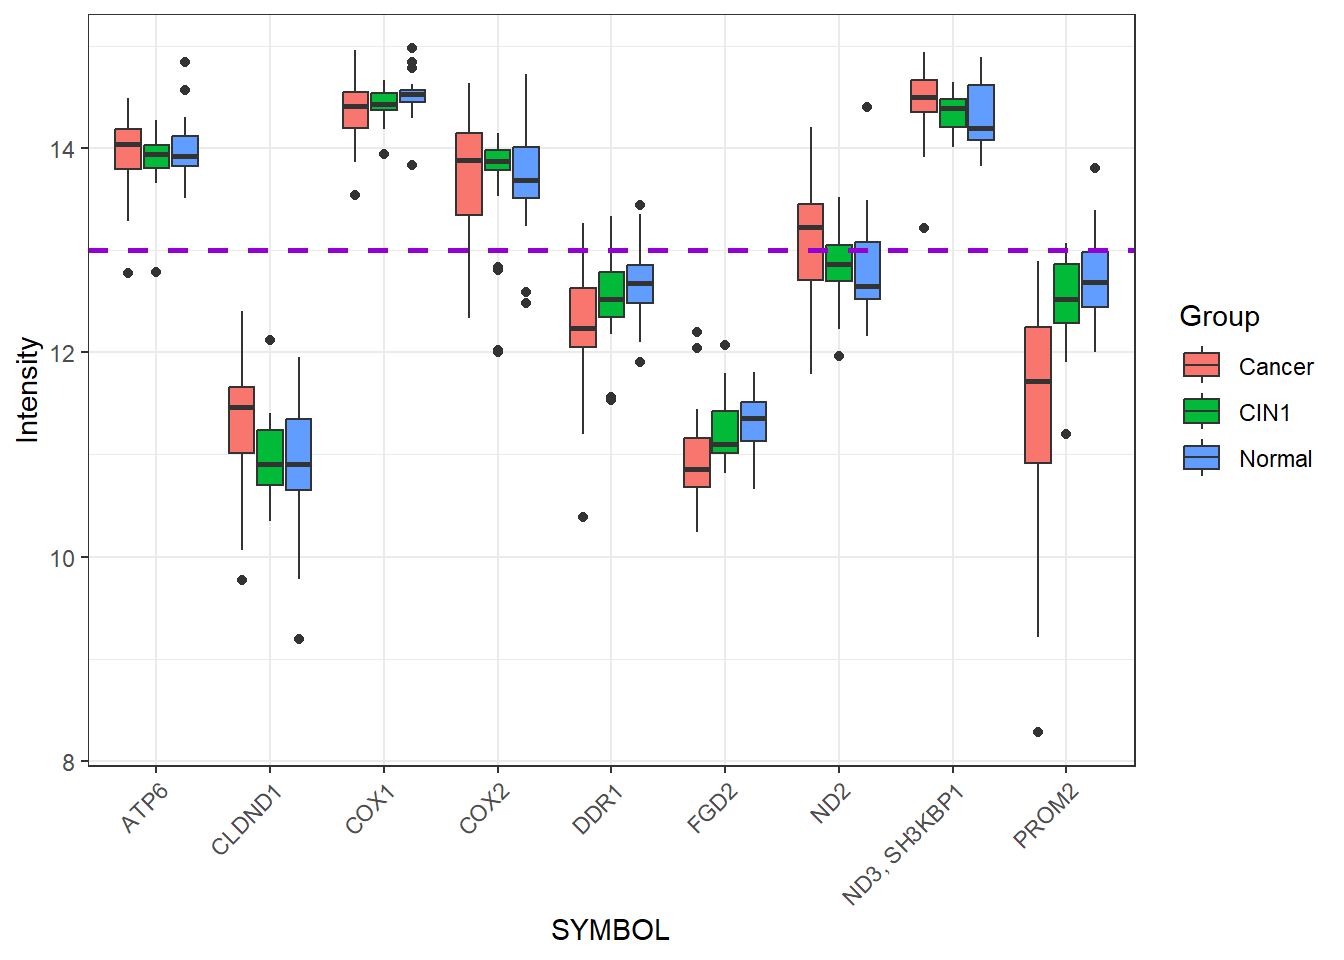 Intensity
14
12
10
8
ATP6
CLDND1
COX1
COX2
DDR1
FGD2
ND2
ND3, SH3KBP1
PROM2
SYMBOL
Group
Cancer
CIN1
Normal